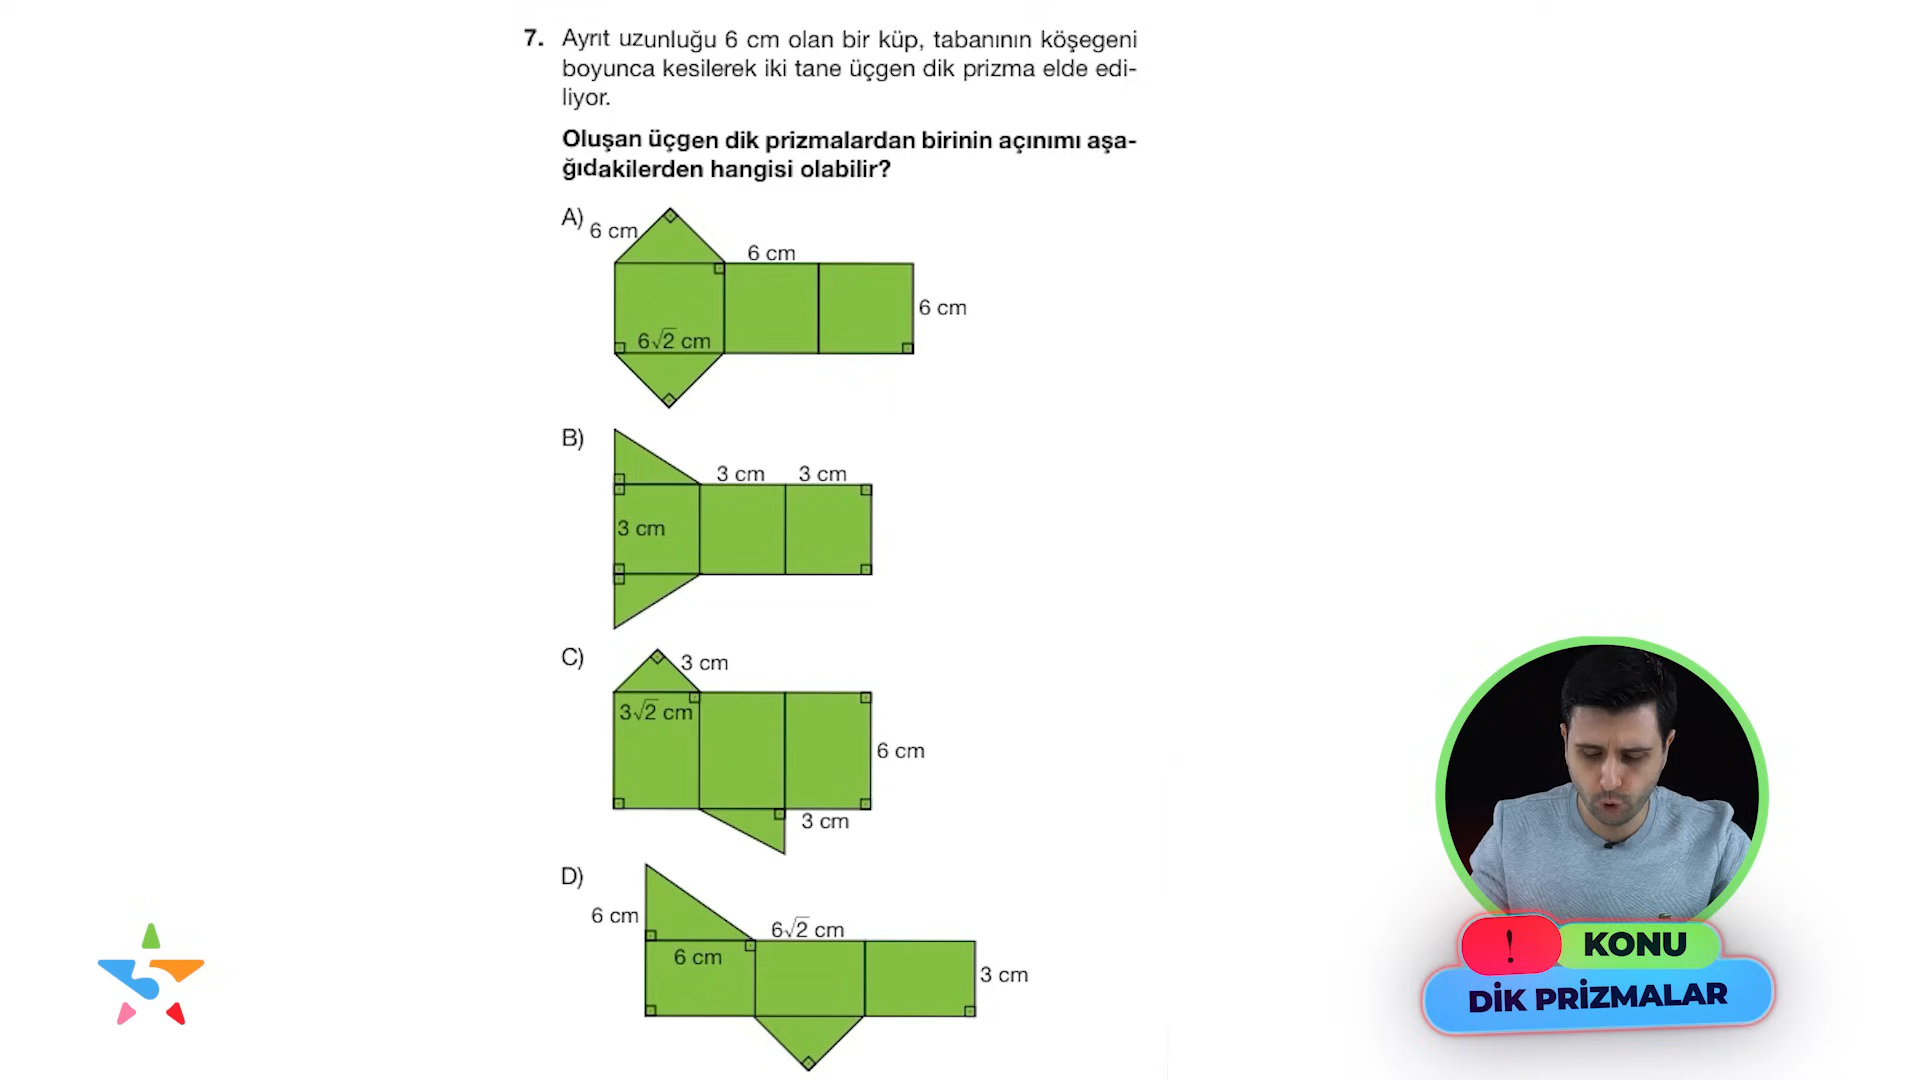 7. Ayrıt uzunluğu 6 cm olan bir küp, tabanının köşegeni
boyunca kesilerek iki tane üçgen dik prizma elde edi-
liyor.
Oluşan üçgen dik prizmalardan birinin açınımı aşa-
ğıdakilerden hangisi olabilir?
A)
6 cm
6 cm
6 cm
6√2 cm
B)
3 cm 3 cm
3 cm
C)
3 cm
3√2 cm
6 cm
3 cm
D)
6 cm
6√2 cm
6 cm
3 cm
5
! KONU
DİK PRİZMALAR